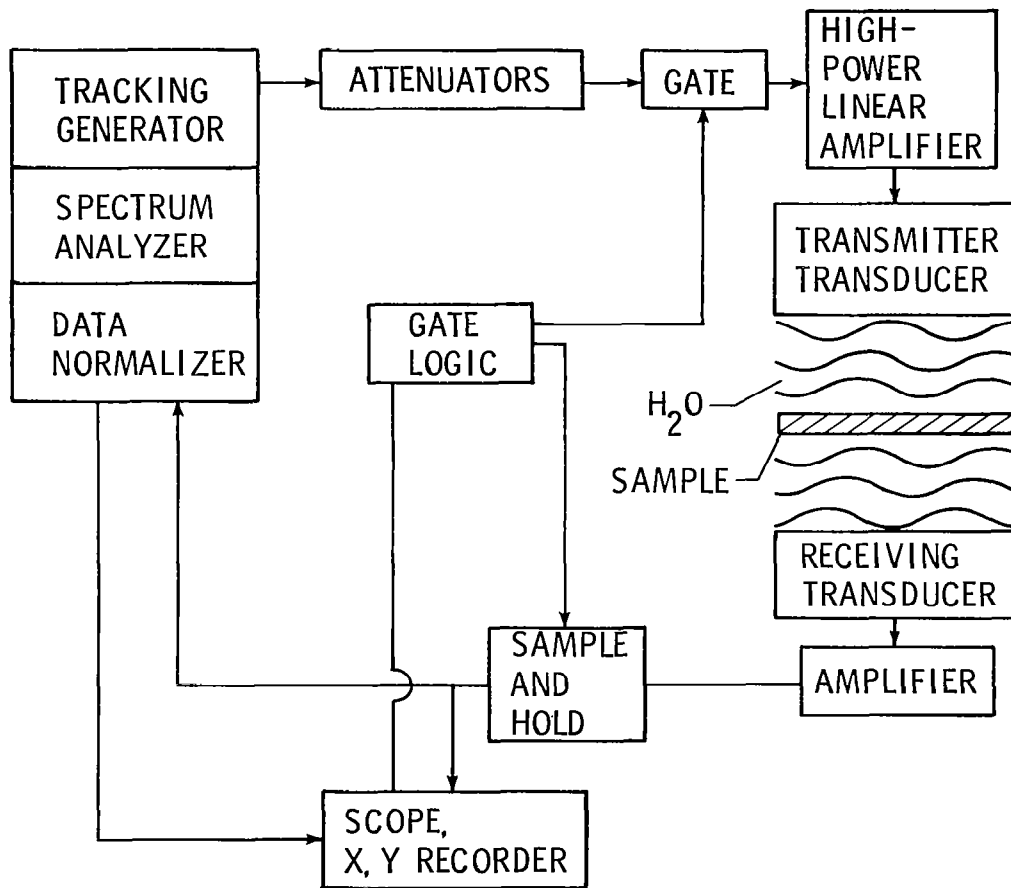 TRACKING
GENERATOR
SPECTRUM
ANALYZER
DATA
NORMALIZER
ATTENUATORS
GATE
HIGH-
POWER
LINEAR
AMPLIFIER
TRANSMITTER
TRANSDUCER
GATE
LOGIC
H₂O
SAMPLE
RECEIVING
TRANSDUCER
SAMPLE
AND
HOLD
AMPLIFIER
SCOPE,
X, Y RECORDER